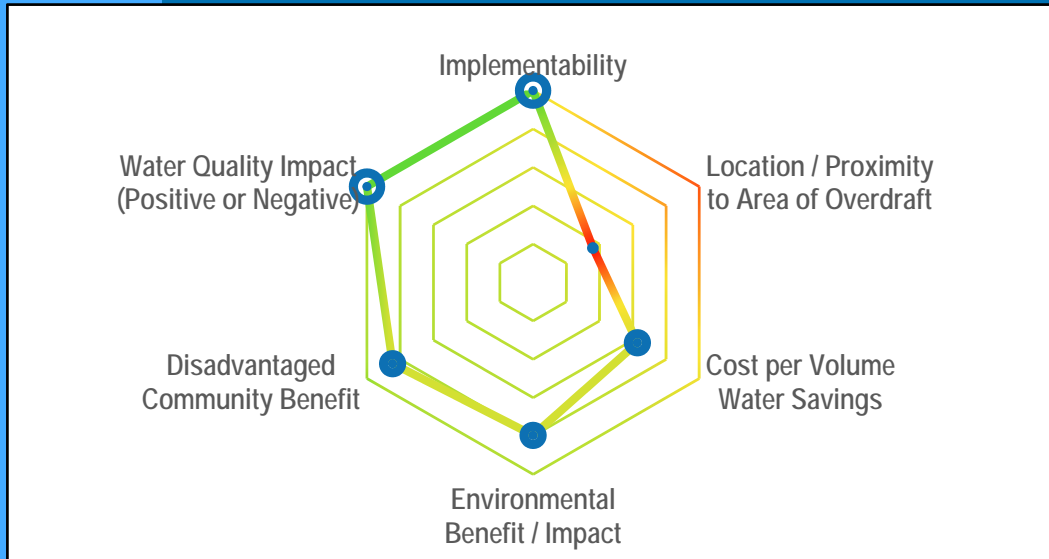 Implementability
Water Quality Impact
(Positive or Negative)
Location / Proximity
to Area of Overdraft
Disadvantaged
Community Benefit
Cost per Volume
Water Savings
Environmental
Benefit / Impact